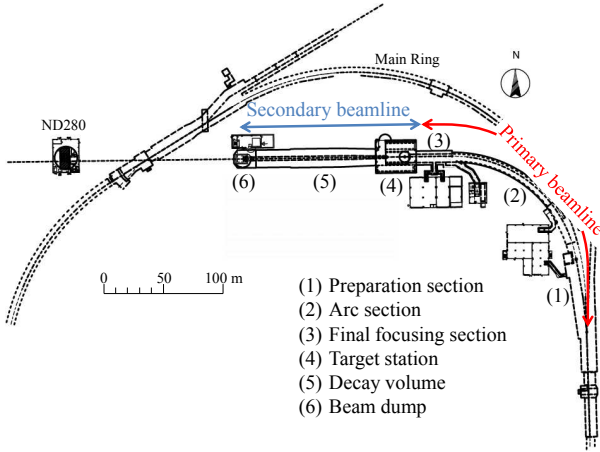 Main Ring
N
ND280
Secondary beamline
Primary beamline
(3)
(6)
(5)
(4)
(2)
(1)
0 50 100 m
(1) Preparation section
(2) Arc section
(3) Final focusing section
(4) Target station
(5) Decay volume
(6) Beam dump